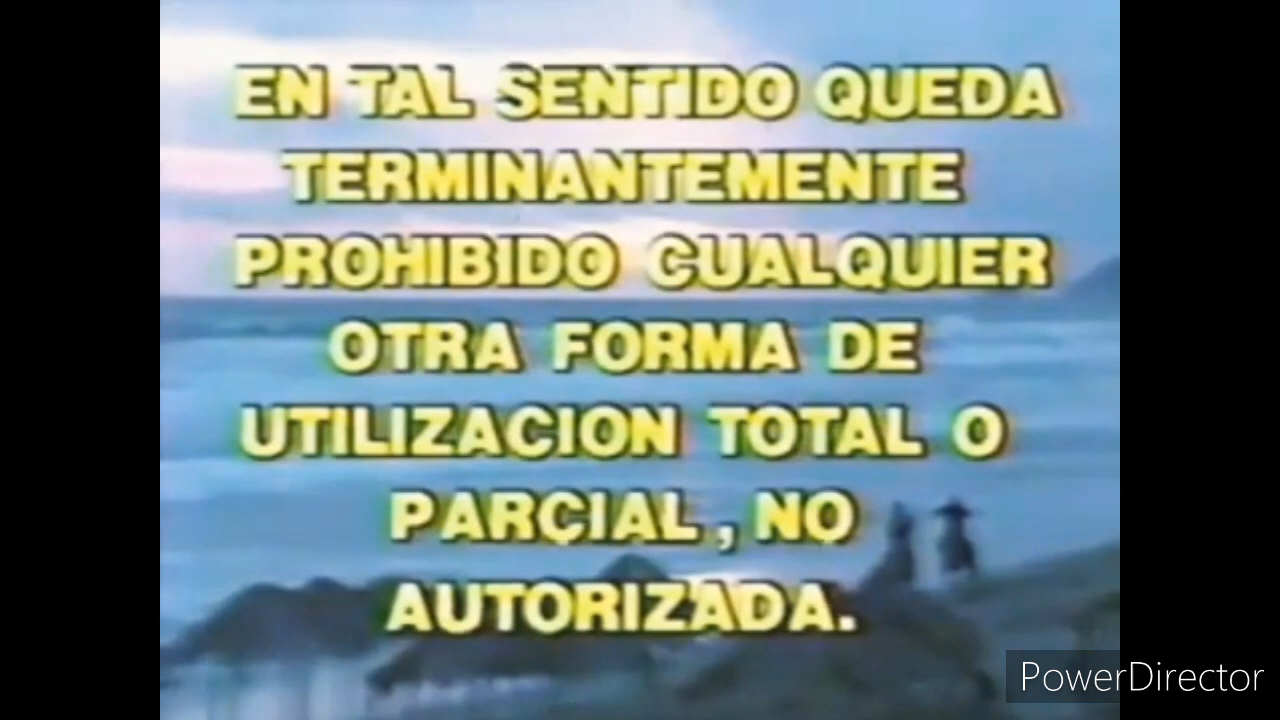 EN TAL SENTIDO QUEDA
TERMINANTEMENTE
PROHIBIDO CUALQUIER
OTRA FORMA DE
UTILIZACION TOTAL O
PARCIAL, NO
AUTORIZADA.
PowerDirector